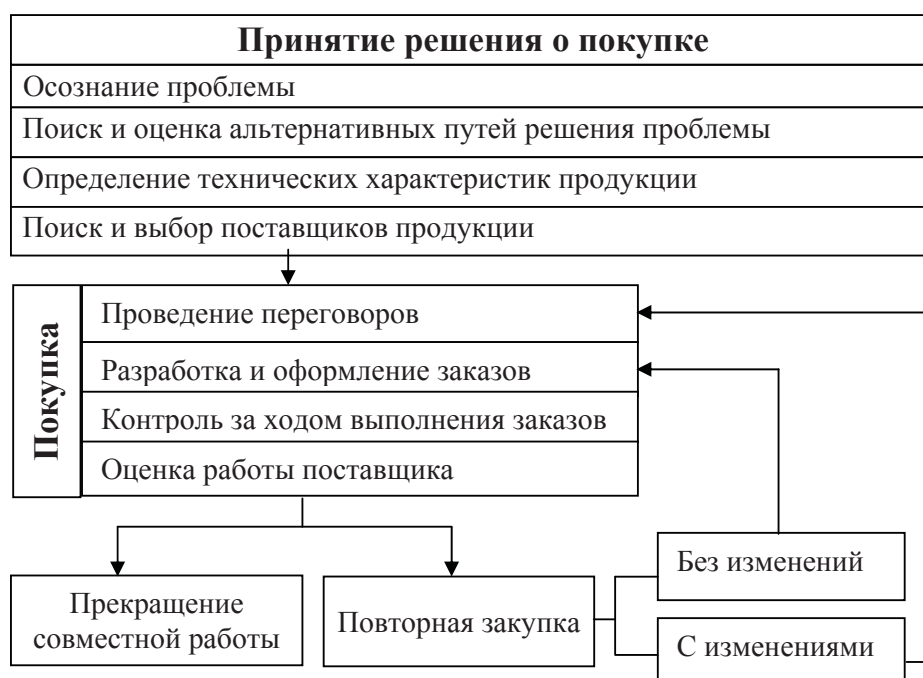 Принятие решения о покупке
Осознание проблемы
Поиск и оценка альтернативных путей решения проблемы
Определение технических характеристик продукции
Поиск и выбор поставщиков продукции
Покупка
Проведение переговоров
Разработка и оформление заказов
Контроль за ходом выполнения заказов
Оценка работы поставщика
Прекращение
совместной работы
Повторная закупка
Без изменений
С изменениями